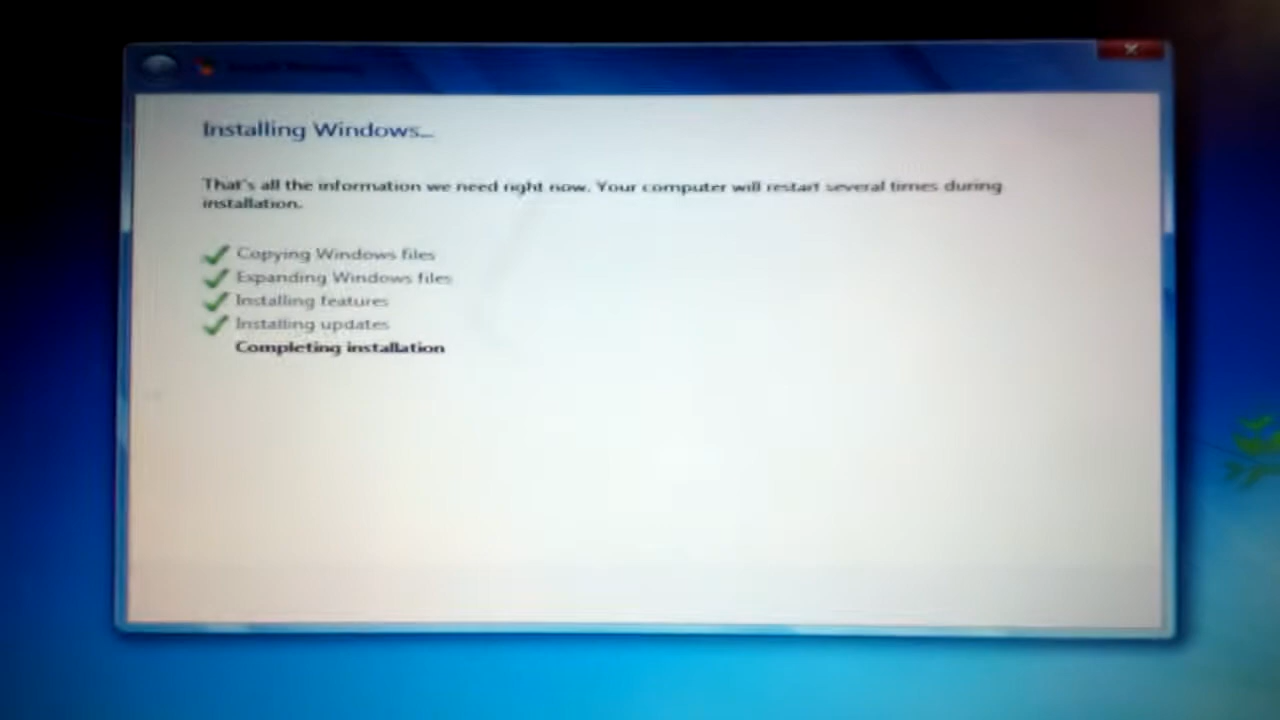 Installing Windows...
That's all the information we need right now. Your computer will restart several times during
installation.
Copying Windows files
Expanding Windows files
Installing features
Installing updates
Completing installation